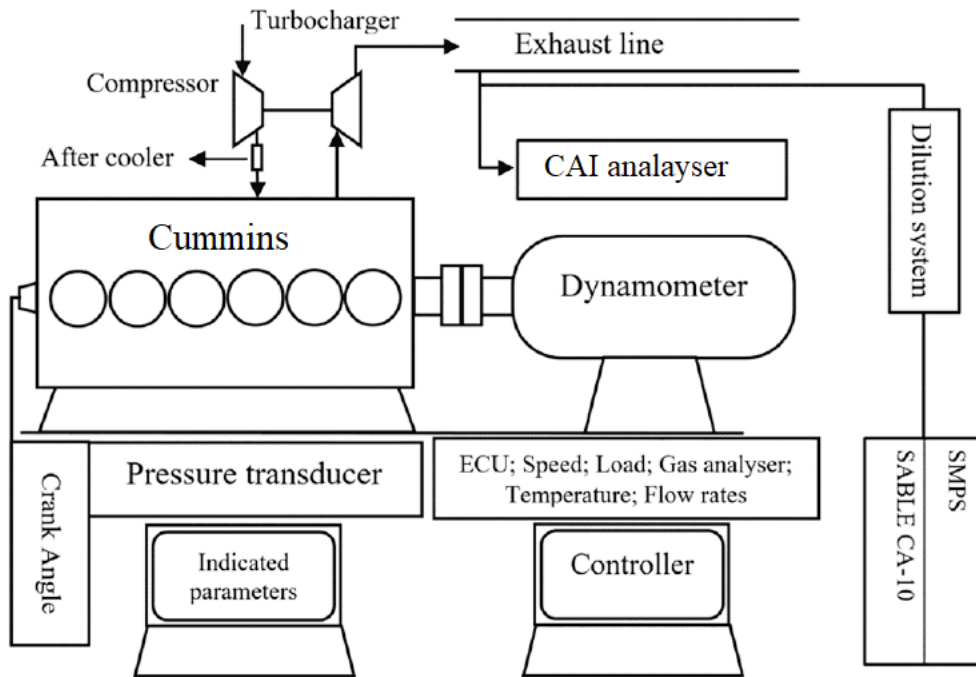 Turbocharger
Exhaust line
Compressor
After cooler
CAI analayser
Dilution system
Cummins
Dynamometer
Pressure transducer
ECU; Speed; Load; Gas analyser;
Temperature; Flow rates
Crank Angle
SMPS
SABLE CA-10
Indicated
parameters
Controller